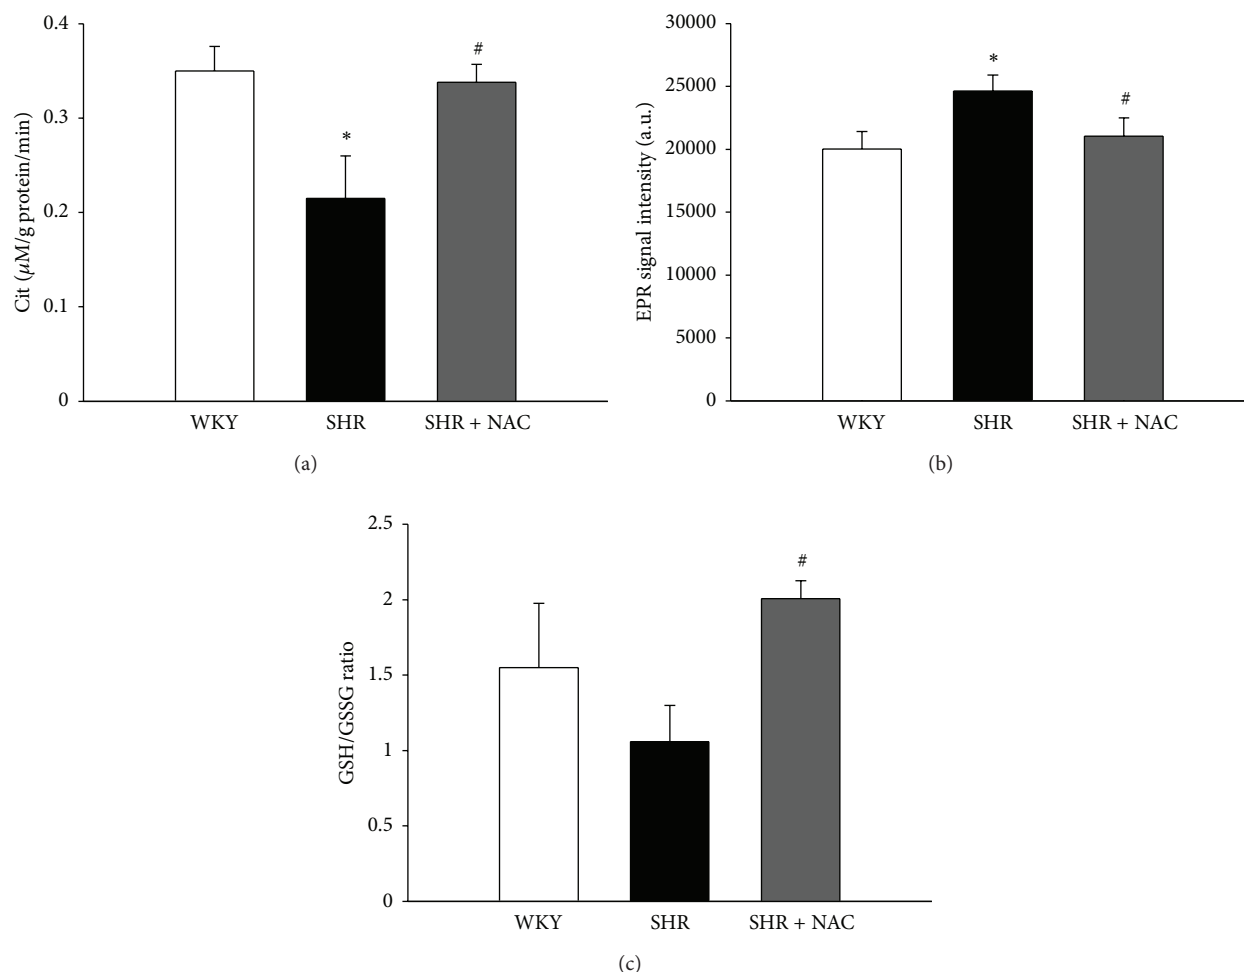 0.4
0.3
0.2
0.1
0
Cit (μM/g protein/min)
*
#
WKY
SHR
SHR + NAC
(a)
30000
25000
20000
15000
10000
5000
0
EPR signal intensity (a.u.)
*
#
WKY
SHR
SHR + NAC
(b)
2.5
2
1.5
1
0.5
0
GSH/GSSG ratio
#
WKY
SHR
SHR + NAC
(c)